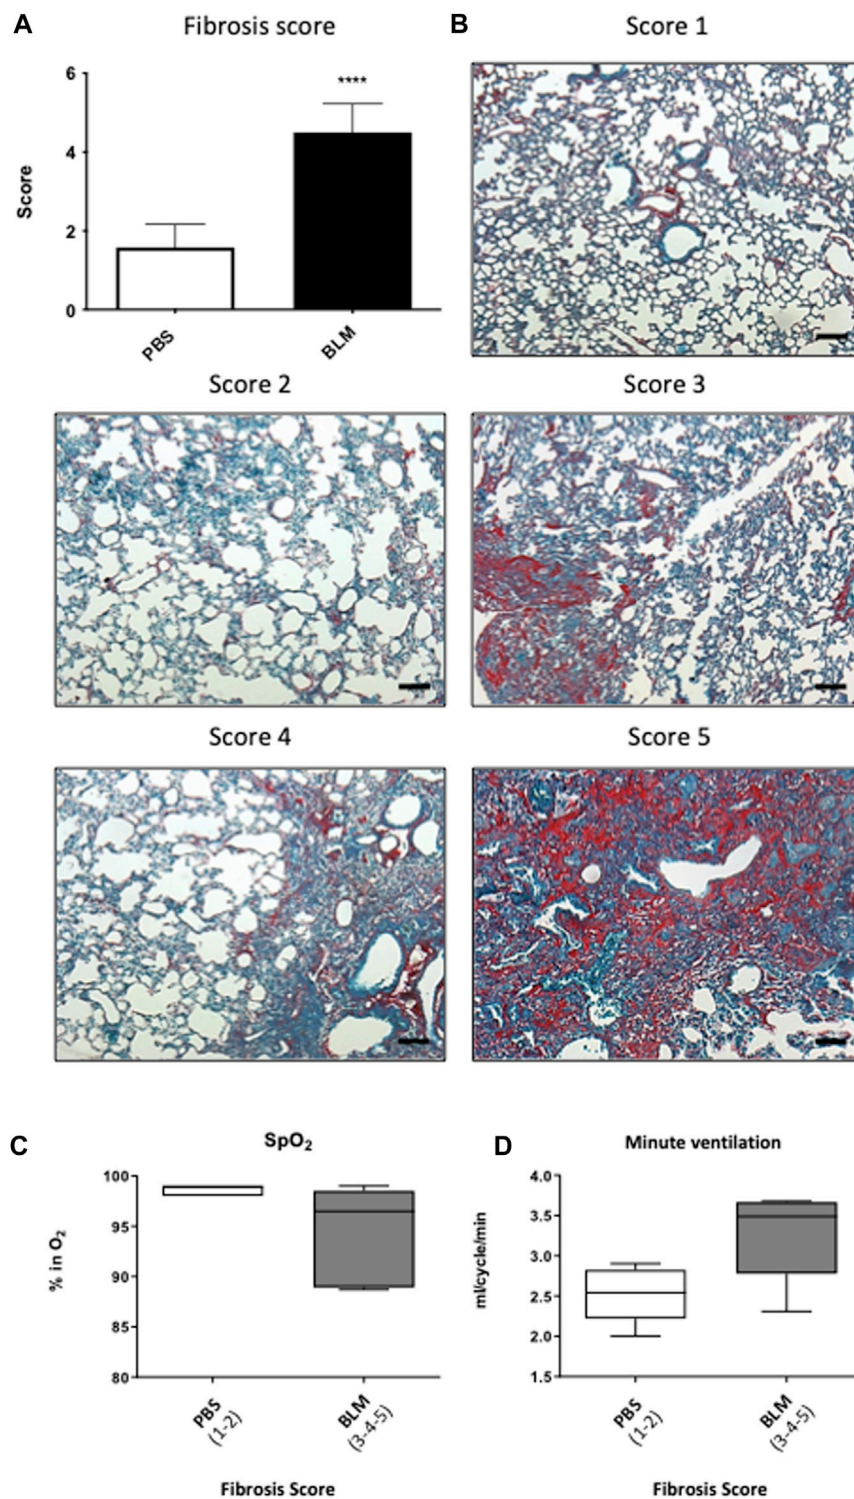 A
Fibrosis score
Score
6
4
2
0
****
PBS
BLM
B
Score 1
Score 2
Score 3
Score 4
Score 5
C
SpO2
% in O2
100
95
90
85
80
PBS
(1-2)
BLM
(3-4-5)
Fibrosis Score
D
Minute ventilation
ml/cycle/min
4.0
3.5
3.0
2.5
2.0
1.5
PBS
(1-2)
BLM
(3-4-5)
Fibrosis Score